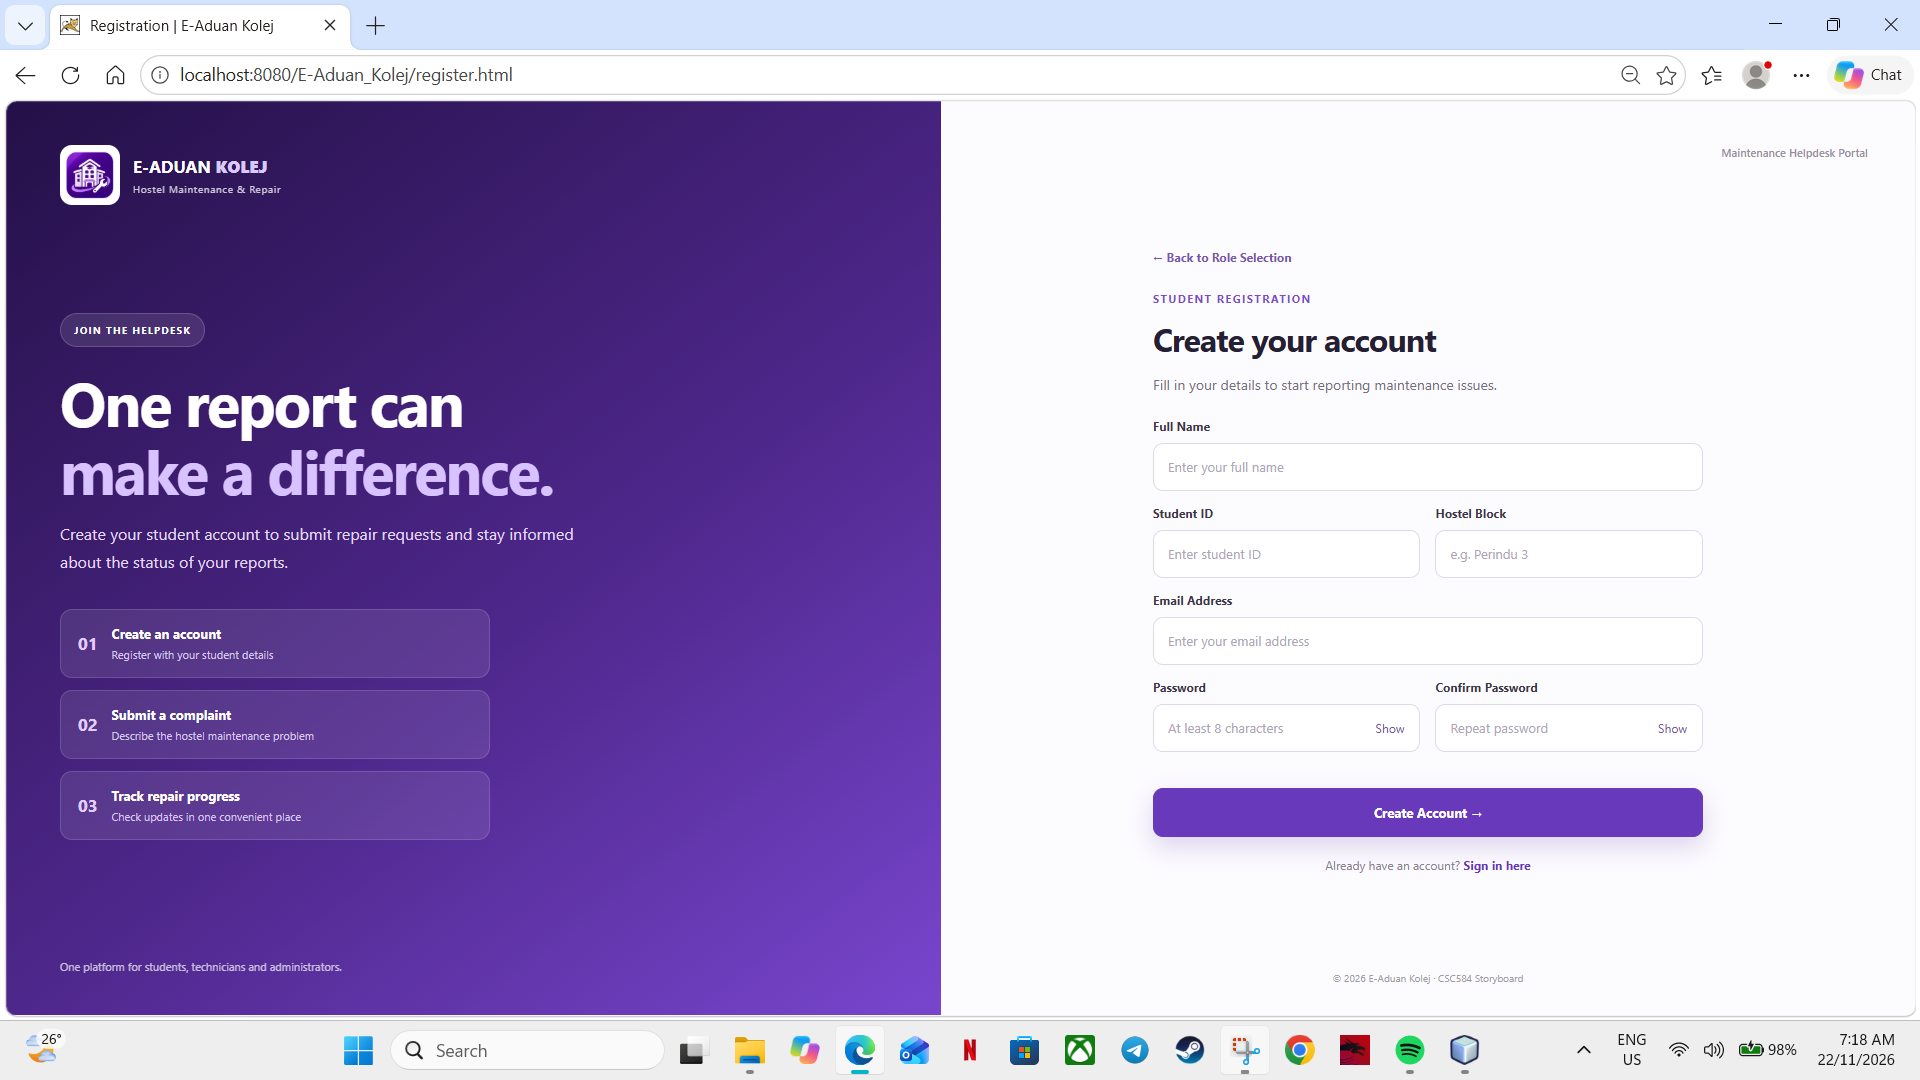 Registration | E-Aduan Kolej
localhost:8080/E-Aduan_Kolej/register.html
Chat
E-ADUAN KOLEJ
Hostel Maintenance & Repair
JOIN THE HELPDESK
One report can
make a difference.
Create your student account to submit repair requests and stay informed
about the status of your reports.
01
Create an account
Register with your student details
02
Submit a complaint
Describe the hostel maintenance problem
03
Track repair progress
Check updates in one convenient place
One platform for students, technicians and administrators.
Maintenance Helpdesk Portal
← Back to Role Selection
STUDENT REGISTRATION
Create your account
Fill in your details to start reporting maintenance issues.
Full Name
Enter your full name
Student ID
Hostel Block
Enter student ID
e.g. Perindu 3
Email Address
Enter your email address
Password
Confirm Password
At least 8 characters
Show
Repeat password
Show
Create Account →
Already have an account? Sign in here
© 2026 E-Aduan Kolej · CSC584 Storyboard
26°
Search
N
ENG
US
98%
7:18 AM
22/11/2026